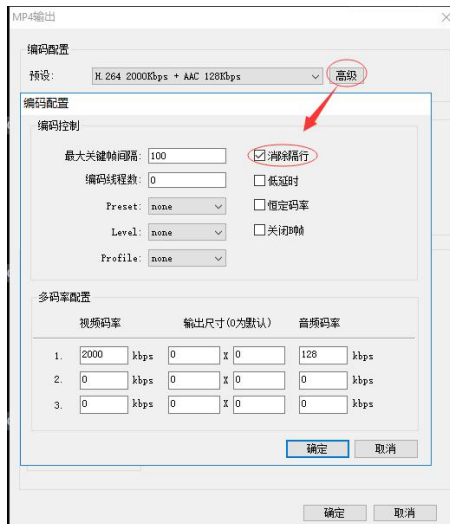 MP4输出
编码配置
预设: H.264 2000Kbps + AAC 128Kbps 高级
编码配置
编码控制
最大关键帧间隔: 100 消除隔行
编码线程数: 0 低延时
Preset: none 恒定码率
Level: none 关闭B帧
Profile: none
多码率配置
视频码率 输出尺寸(0为默认) 音频码率
1. 2000 kbps 0 X 0 128 kbps
2. 0 kbps 0 X 0 0 kbps
3. 0 kbps 0 X 0 0 kbps
确定 取消
确定 取消